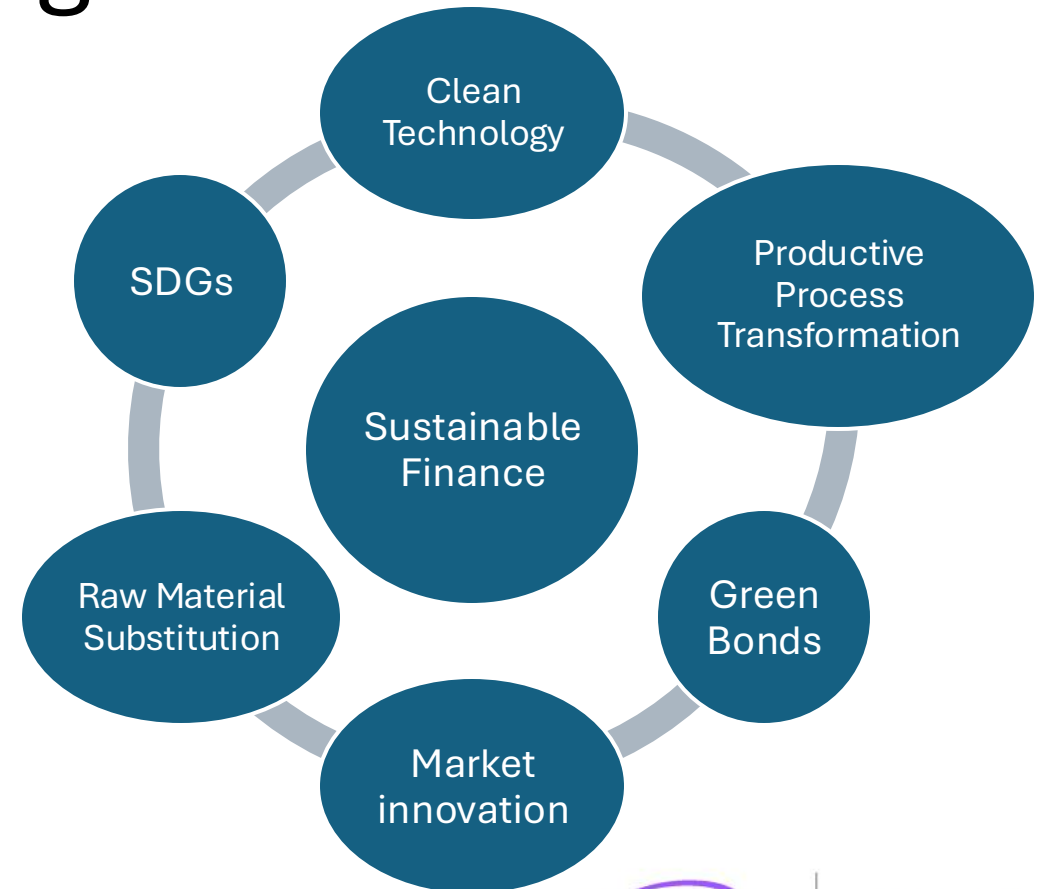 Clean
Technology
Productive
Process
Transformation
SDGs
Sustainable
Finance
Green
Bonds
Raw Material
Substitution
Market
innovation